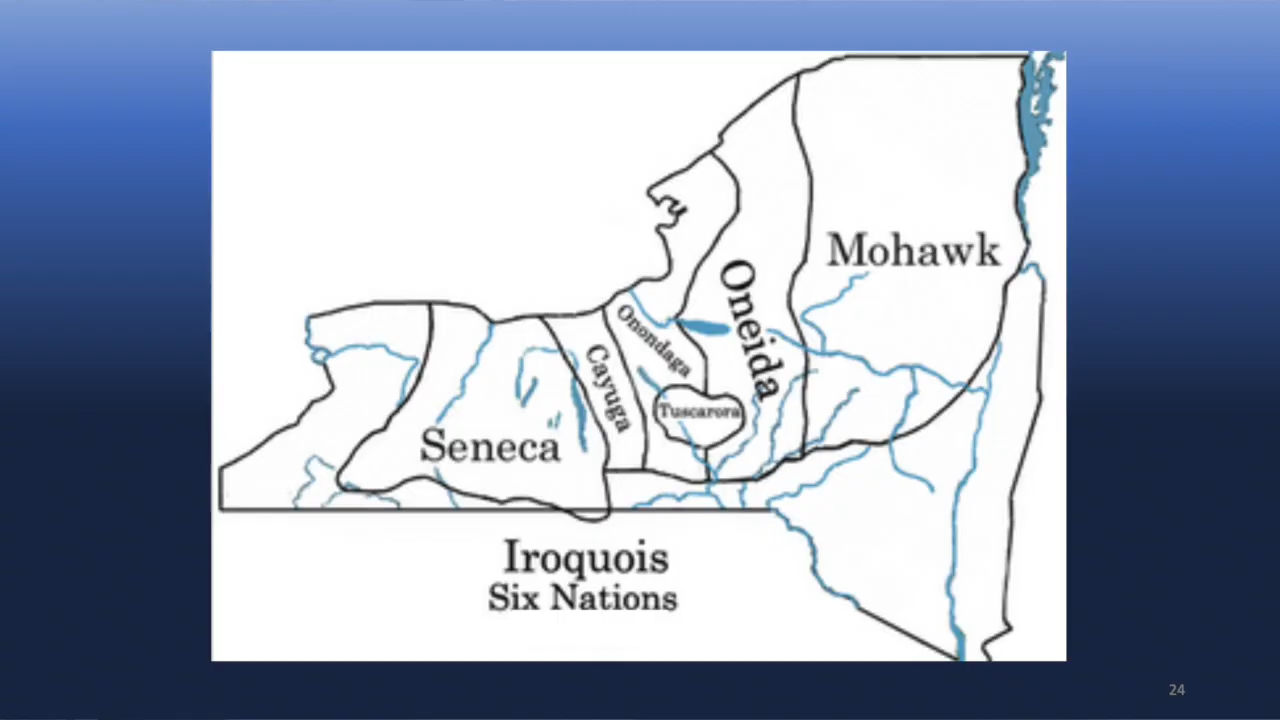 Mohawk
Oneida
Onondaga
Cayuga
Tuscarora
Seneca
Iroquois
Six Nations
24